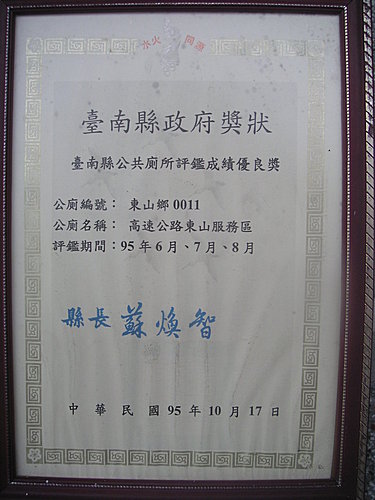 水火同源
臺南縣政府獎狀
臺南縣公共廁所評鑑成績優良獎
公廁編號： 東山鄉0011
公廁名稱： 高速公路東山服務區
評鑑期間：95年6月、7月、8月
縣長 蘇煥智
中華民國95年10月17日